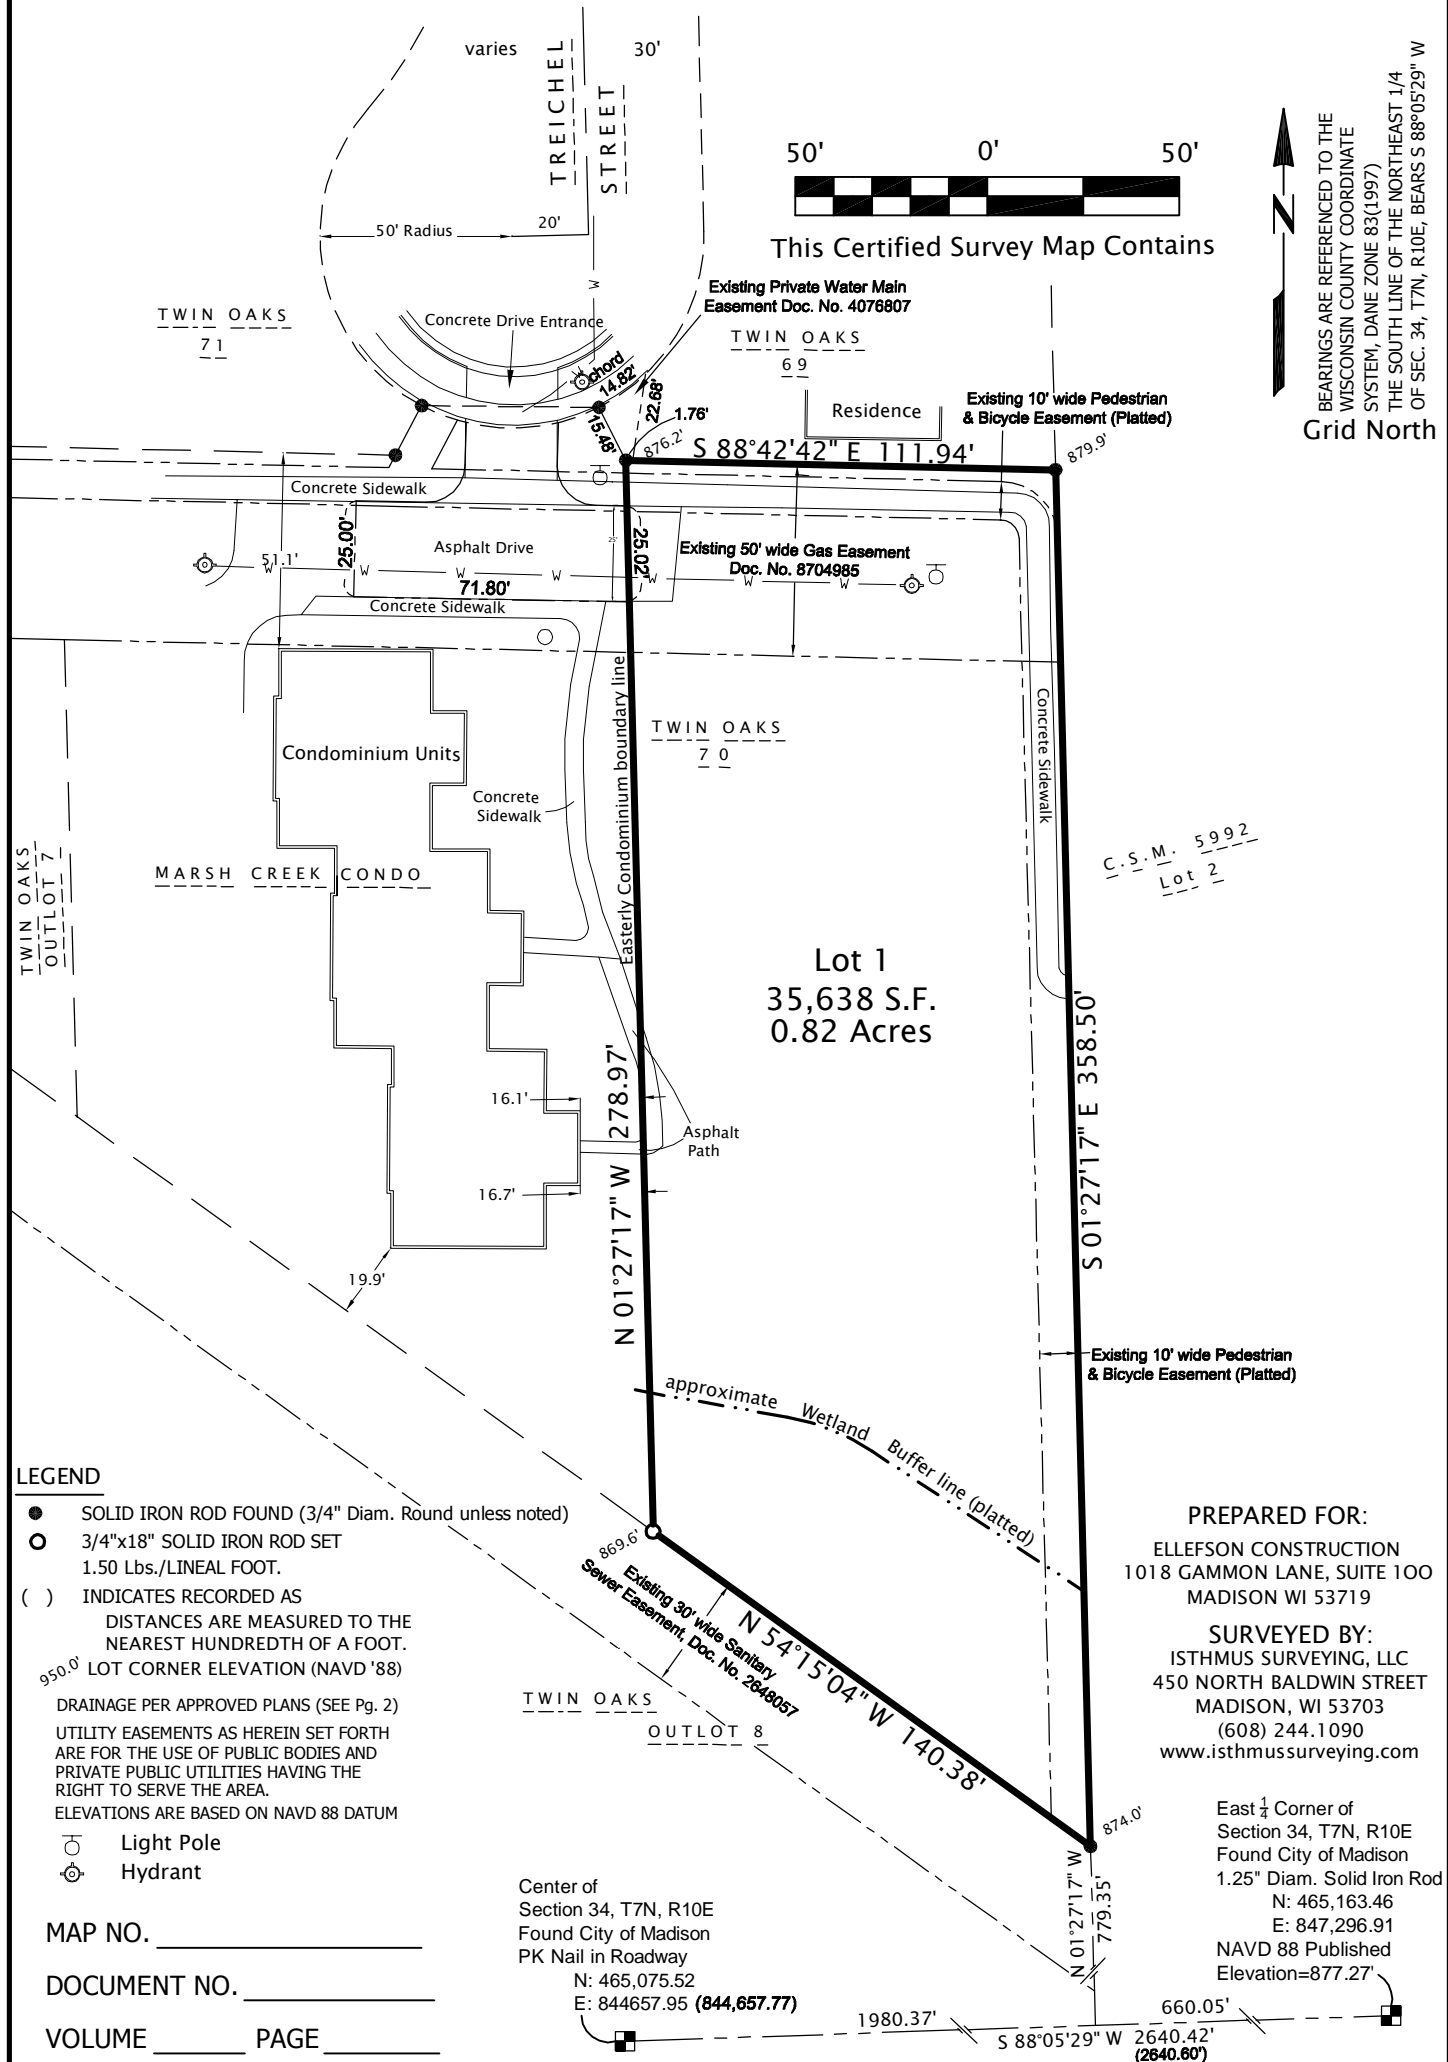 varies
30'
TREICHEL
STREET
50' Radius
20'
50' 0' 50'
This Certified Survey Map Contains
BEARINGS ARE REFERENCED TO THE
WISCONSIN COUNTY COORDINATE
SYSTEM, DANE ZONE 83(1997)
THE SOUTH LINE OF THE NORTHEAST 1/4
OF SEC. 34, T7N, R10E, BEARS S 88°05'29" W
N
Grid North
Existing Private Water Main
Easement Doc. No. 4076807
TWIN OAKS
71
Concrete Drive Entrance
TWIN OAKS
69
W
W
chord
14.82'
22.68'
15.48'
1.76'
Residence
Existing 10' wide Pedestrian
& Bicycle Easement (Platted)
876.2'
S 88°42'42" E 111.94'
879.9'
Concrete Sidewalk
25.00'
Asphalt Drive
25'
25.02'
Existing 50' wide Gas Easement
Doc. No. 8704985
51.1'
W W W W W W W
71.80'
Concrete Sidewalk
Easterly Condominium boundary line
Concrete Sidewalk
TWIN OAKS
70
Condominium Units
Concrete
Sidewalk
TWIN OAKS
OUTLOT 7
MARSH CREEK CONDO
C.S.M. 5992
Lot 2
Lot 1
35,638 S.F.
0.82 Acres
N 01°27'17" W 278.97'
S 01°27'17" E 358.50'
16.1'
Asphalt
Path
16.7'
19.9'
Existing 10' wide Pedestrian
& Bicycle Easement (Platted)
approximate Wetland Buffer line (platted)
LEGEND
SOLID IRON ROD FOUND (3/4" Diam. Round unless noted)
3/4"x18" SOLID IRON ROD SET
1.50 Lbs./LINEAL FOOT.
( ) INDICATES RECORDED AS
DISTANCES ARE MEASURED TO THE
NEAREST HUNDREDTH OF A FOOT.
950.0' LOT CORNER ELEVATION (NAVD '88)
DRAINAGE PER APPROVED PLANS (SEE Pg. 2)
UTILITY EASEMENTS AS HEREIN SET FORTH
ARE FOR THE USE OF PUBLIC BODIES AND
PRIVATE PUBLIC UTILITIES HAVING THE
RIGHT TO SERVE THE AREA.
ELEVATIONS ARE BASED ON NAVD 88 DATUM
Light Pole
Hydrant
MAP NO.
DOCUMENT NO.
VOLUME PAGE
869.6'
Existing 30' wide Sanitary
Sewer Easement, Doc. No. 2648057
N 54°15'04" W 140.38'
TWIN OAKS
OUTLOT 8
874.0'
PREPARED FOR:
ELLEFSON CONSTRUCTION
1018 GAMMON LANE, SUITE 1OO
MADISON WI 53719
SURVEYED BY:
ISTHMUS SURVEYING, LLC
450 NORTH BALDWIN STREET
MADISON, WI 53703
(608) 244.1090
www.isthmussurveying.com
Center of
Section 34, T7N, R10E
Found City of Madison
PK Nail in Roadway
N: 465,075.52
E: 844657.95 (844,657.77)
N 01°27'17" W
779.35'
East 1/4 Corner of
Section 34, T7N, R10E
Found City of Madison
1.25" Diam. Solid Iron Rod
N: 465,163.46
E: 847,296.91
NAVD 88 Published
Elevation=877.27'
1980.37'
660.05'
S 88°05'29" W 2640.42'
(2640.60')